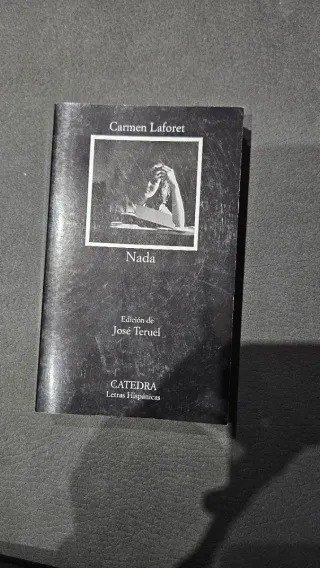 Carmen Laforet
Nada
Edición de
José Teruel
CATEDRA
Letras Hispánicas